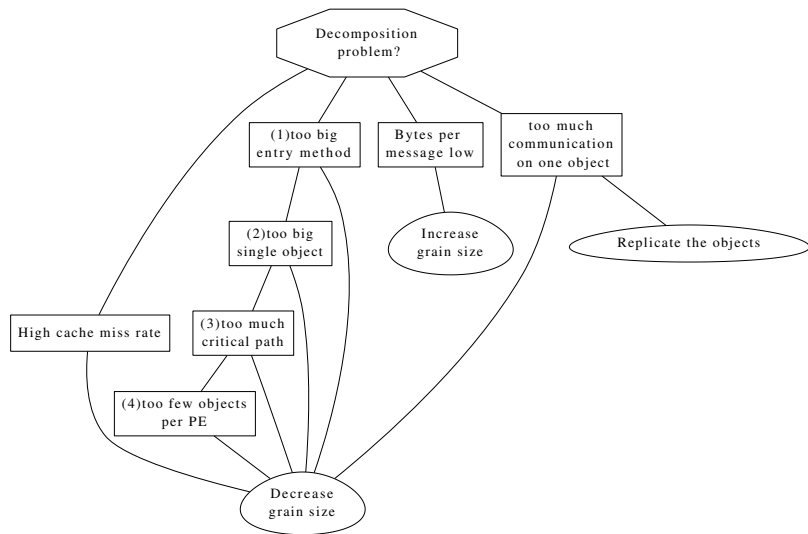 Decomposition
problem?
(1)too big
entry method
Bytes per
message low
too much
communication
on one object
(2)too big
single object
Increase
grain size
Replicate the objects
High cache miss rate
(3)too much
critical path
(4)too few objects
per PE
Decrease
grain size